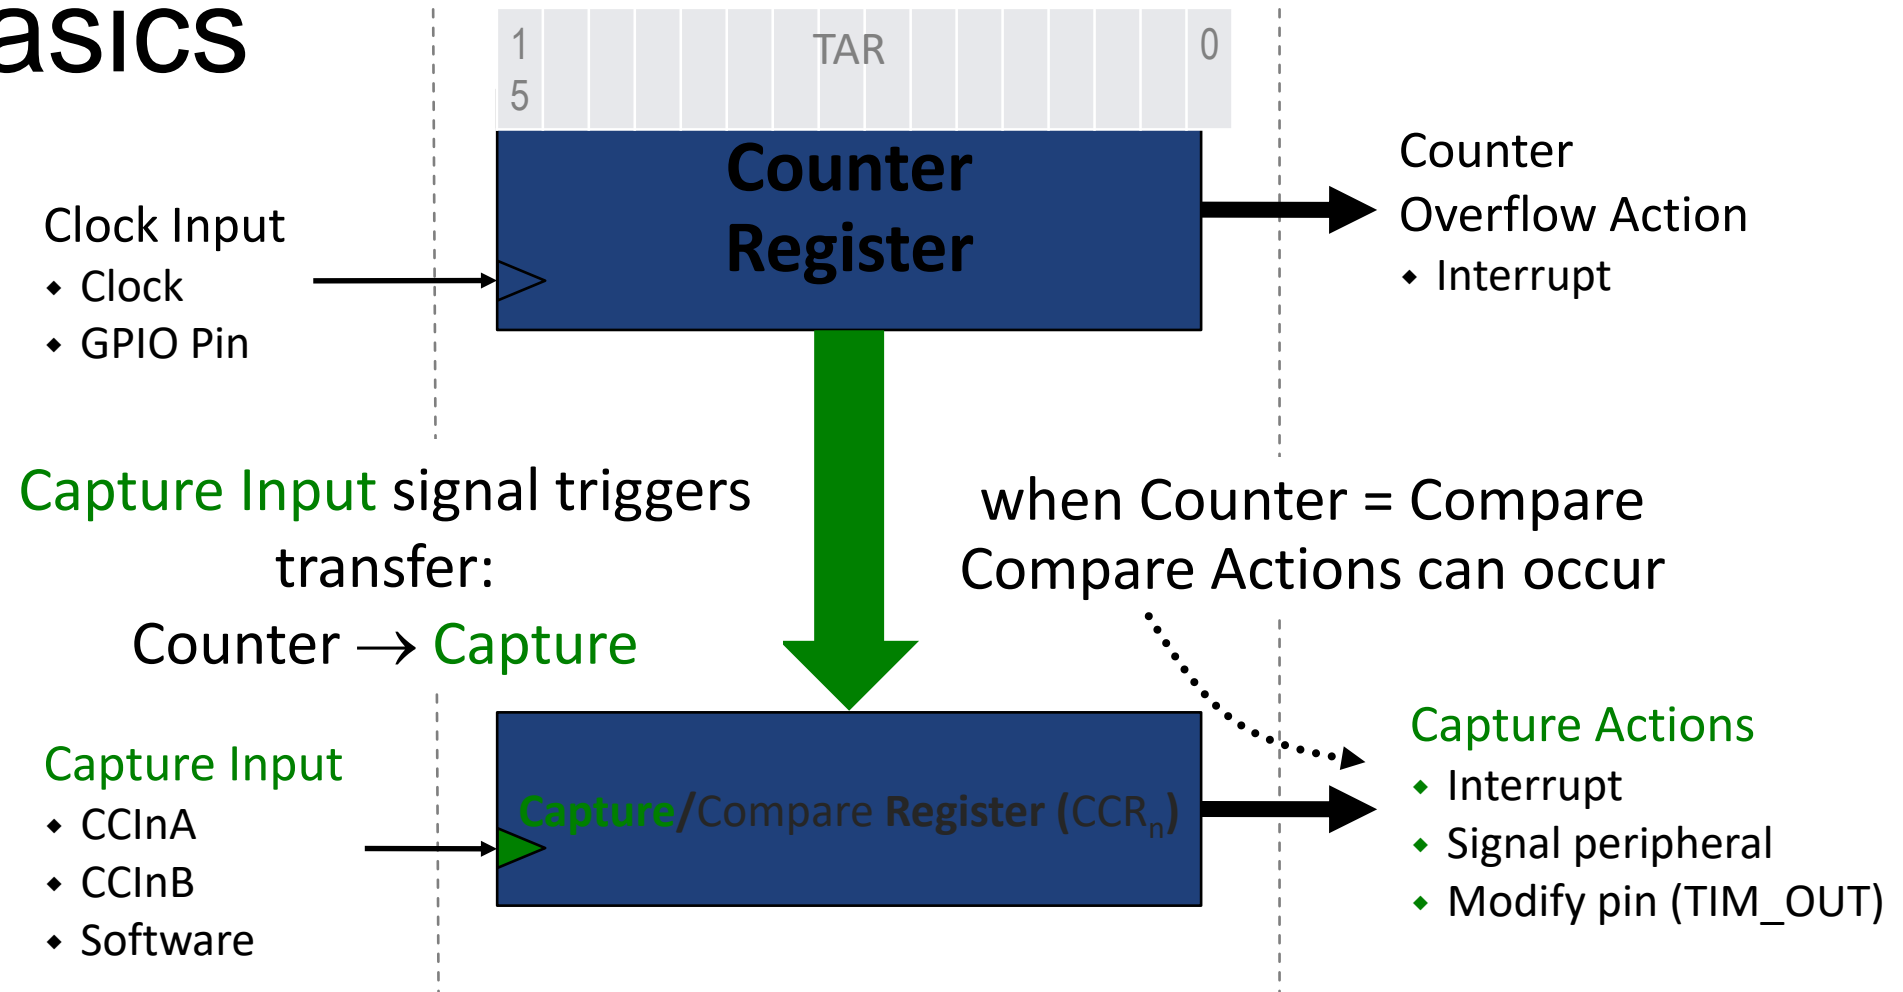 asics
15 TAR 0
Counter
Register
Clock Input
Clock
GPIO Pin
Counter
Overflow Action
Interrupt
Capture Input signal triggers
transfer:
Counter → Capture
when Counter = Compare
Compare Actions can occur
Capture Input
CCInA
CCInB
Software
Capture/Compare Register (CCRn)
Capture Actions
Interrupt
Signal peripheral
Modify pin (TIM_OUT)